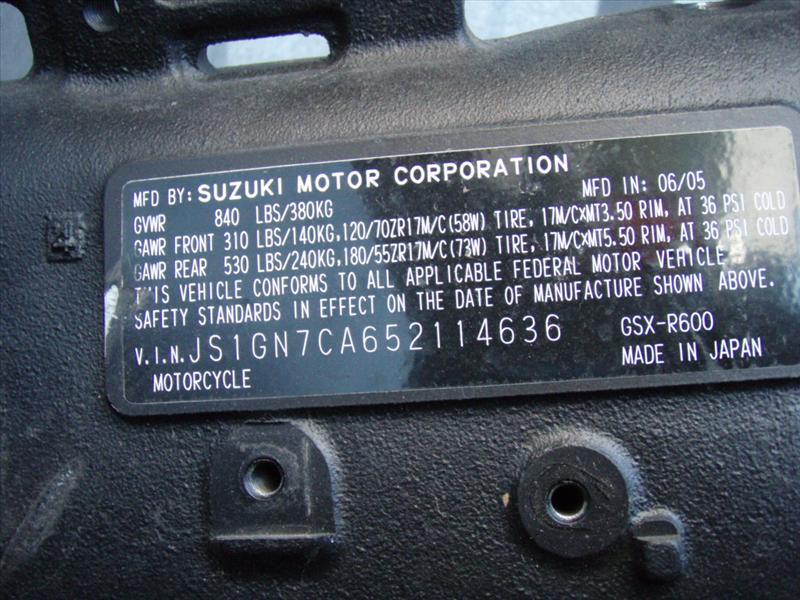 MFD BY: SUZUKI MOTOR CORPORATION MFD IN: 06/05
GVWR 840 LBS/380KG
GAWR FRONT 310 LBS/140KG,120/70ZR17M/C(58W) TIRE, 17M/C×MT3.50 RIM, AT 36 PSI COLD
GAWR REAR 530 LBS/240KG,180/55ZR17M/C(73W) TIRE, 17M/C×MT5.50 RIM, AT 36 PSI COLD
THIS VEHICLE CONFORMS TO ALL APPLICABLE FEDERAL MOTOR VEHICLE
SAFETY STANDARDS IN EFFECT ON THE DATE OF MANUFACTURE SHOWN ABOVE.
V.I.N. JS1GN7CA652114636 GSX-R600
MOTORCYCLE MADE IN JAPAN